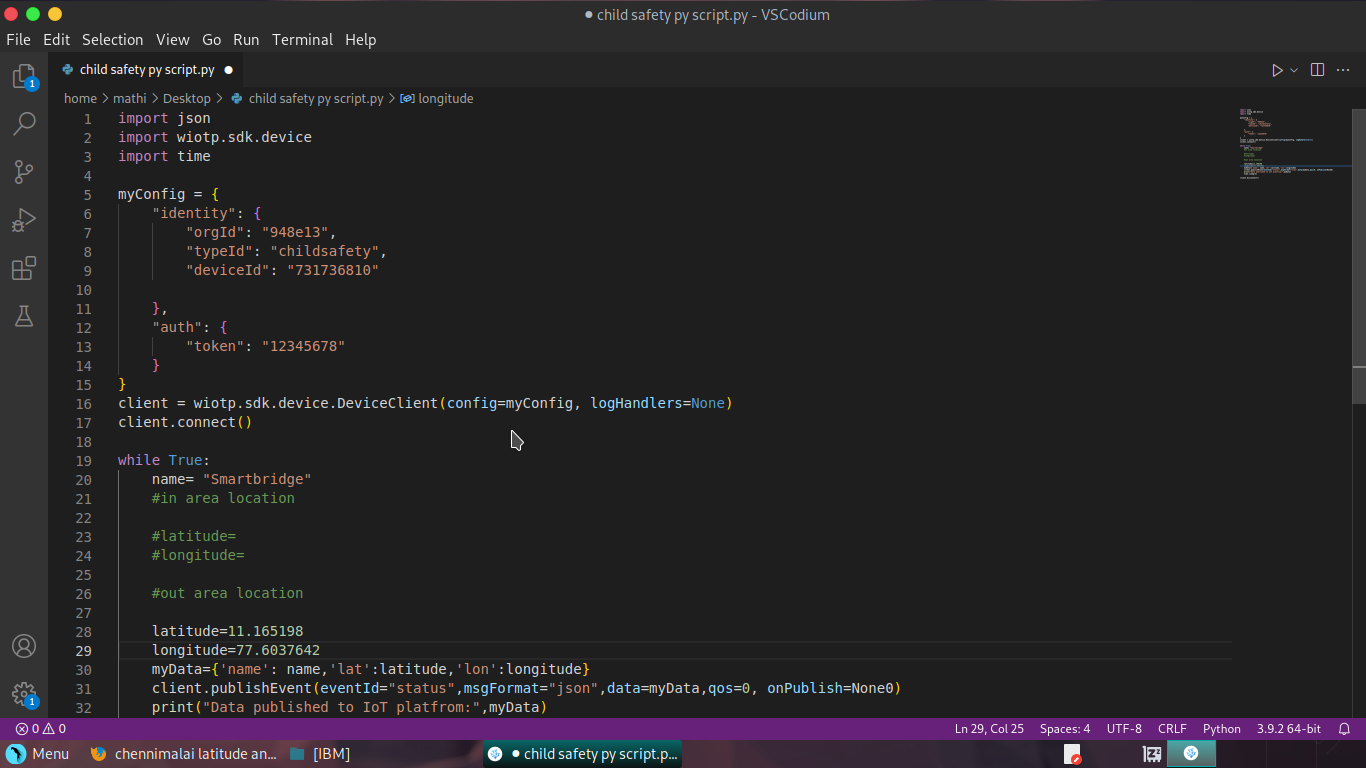 child safety py script.py - VSCodium
File Edit Selection View Go Run Terminal Help
child safety py script.py
home > mathi > Desktop > child safety py script.py > longitude
1 import json
2 import wiotp.sdk.device
3 import time
4
5 myConfig = {
6 "identity": {
7 "orgId": "948e13",
8 "typeId": "childsafety",
9 "deviceId": "731736810"
10
11 },
12 "auth": {
13 "token": "12345678"
14 }
15 }
16 client = wiotp.sdk.device.DeviceClient(config=myConfig, logHandlers=None)
17 client.connect()
18
19 while True:
20 name= "Smartbridge"
21 #in area location
22
23 #latitude=
24 #longitude=
25
26 #out area location
27
28 latitude=11.165198
29 longitude=77.6037642
30 myData={'name': name,'lat':latitude,'lon':longitude}
31 client.publishEvent(eventId="status",msgFormat="json",data=myData,qos=0, onPublish=None0)
32 print("Data published to IoT platfrom:",myData)
1
1
0 0 Ln 29, Col 25 Spaces: 4 UTF-8 CRLF Python 3.9.2 64-bit
Menu chennimalai latitude an... [IBM] child safety py script.p...